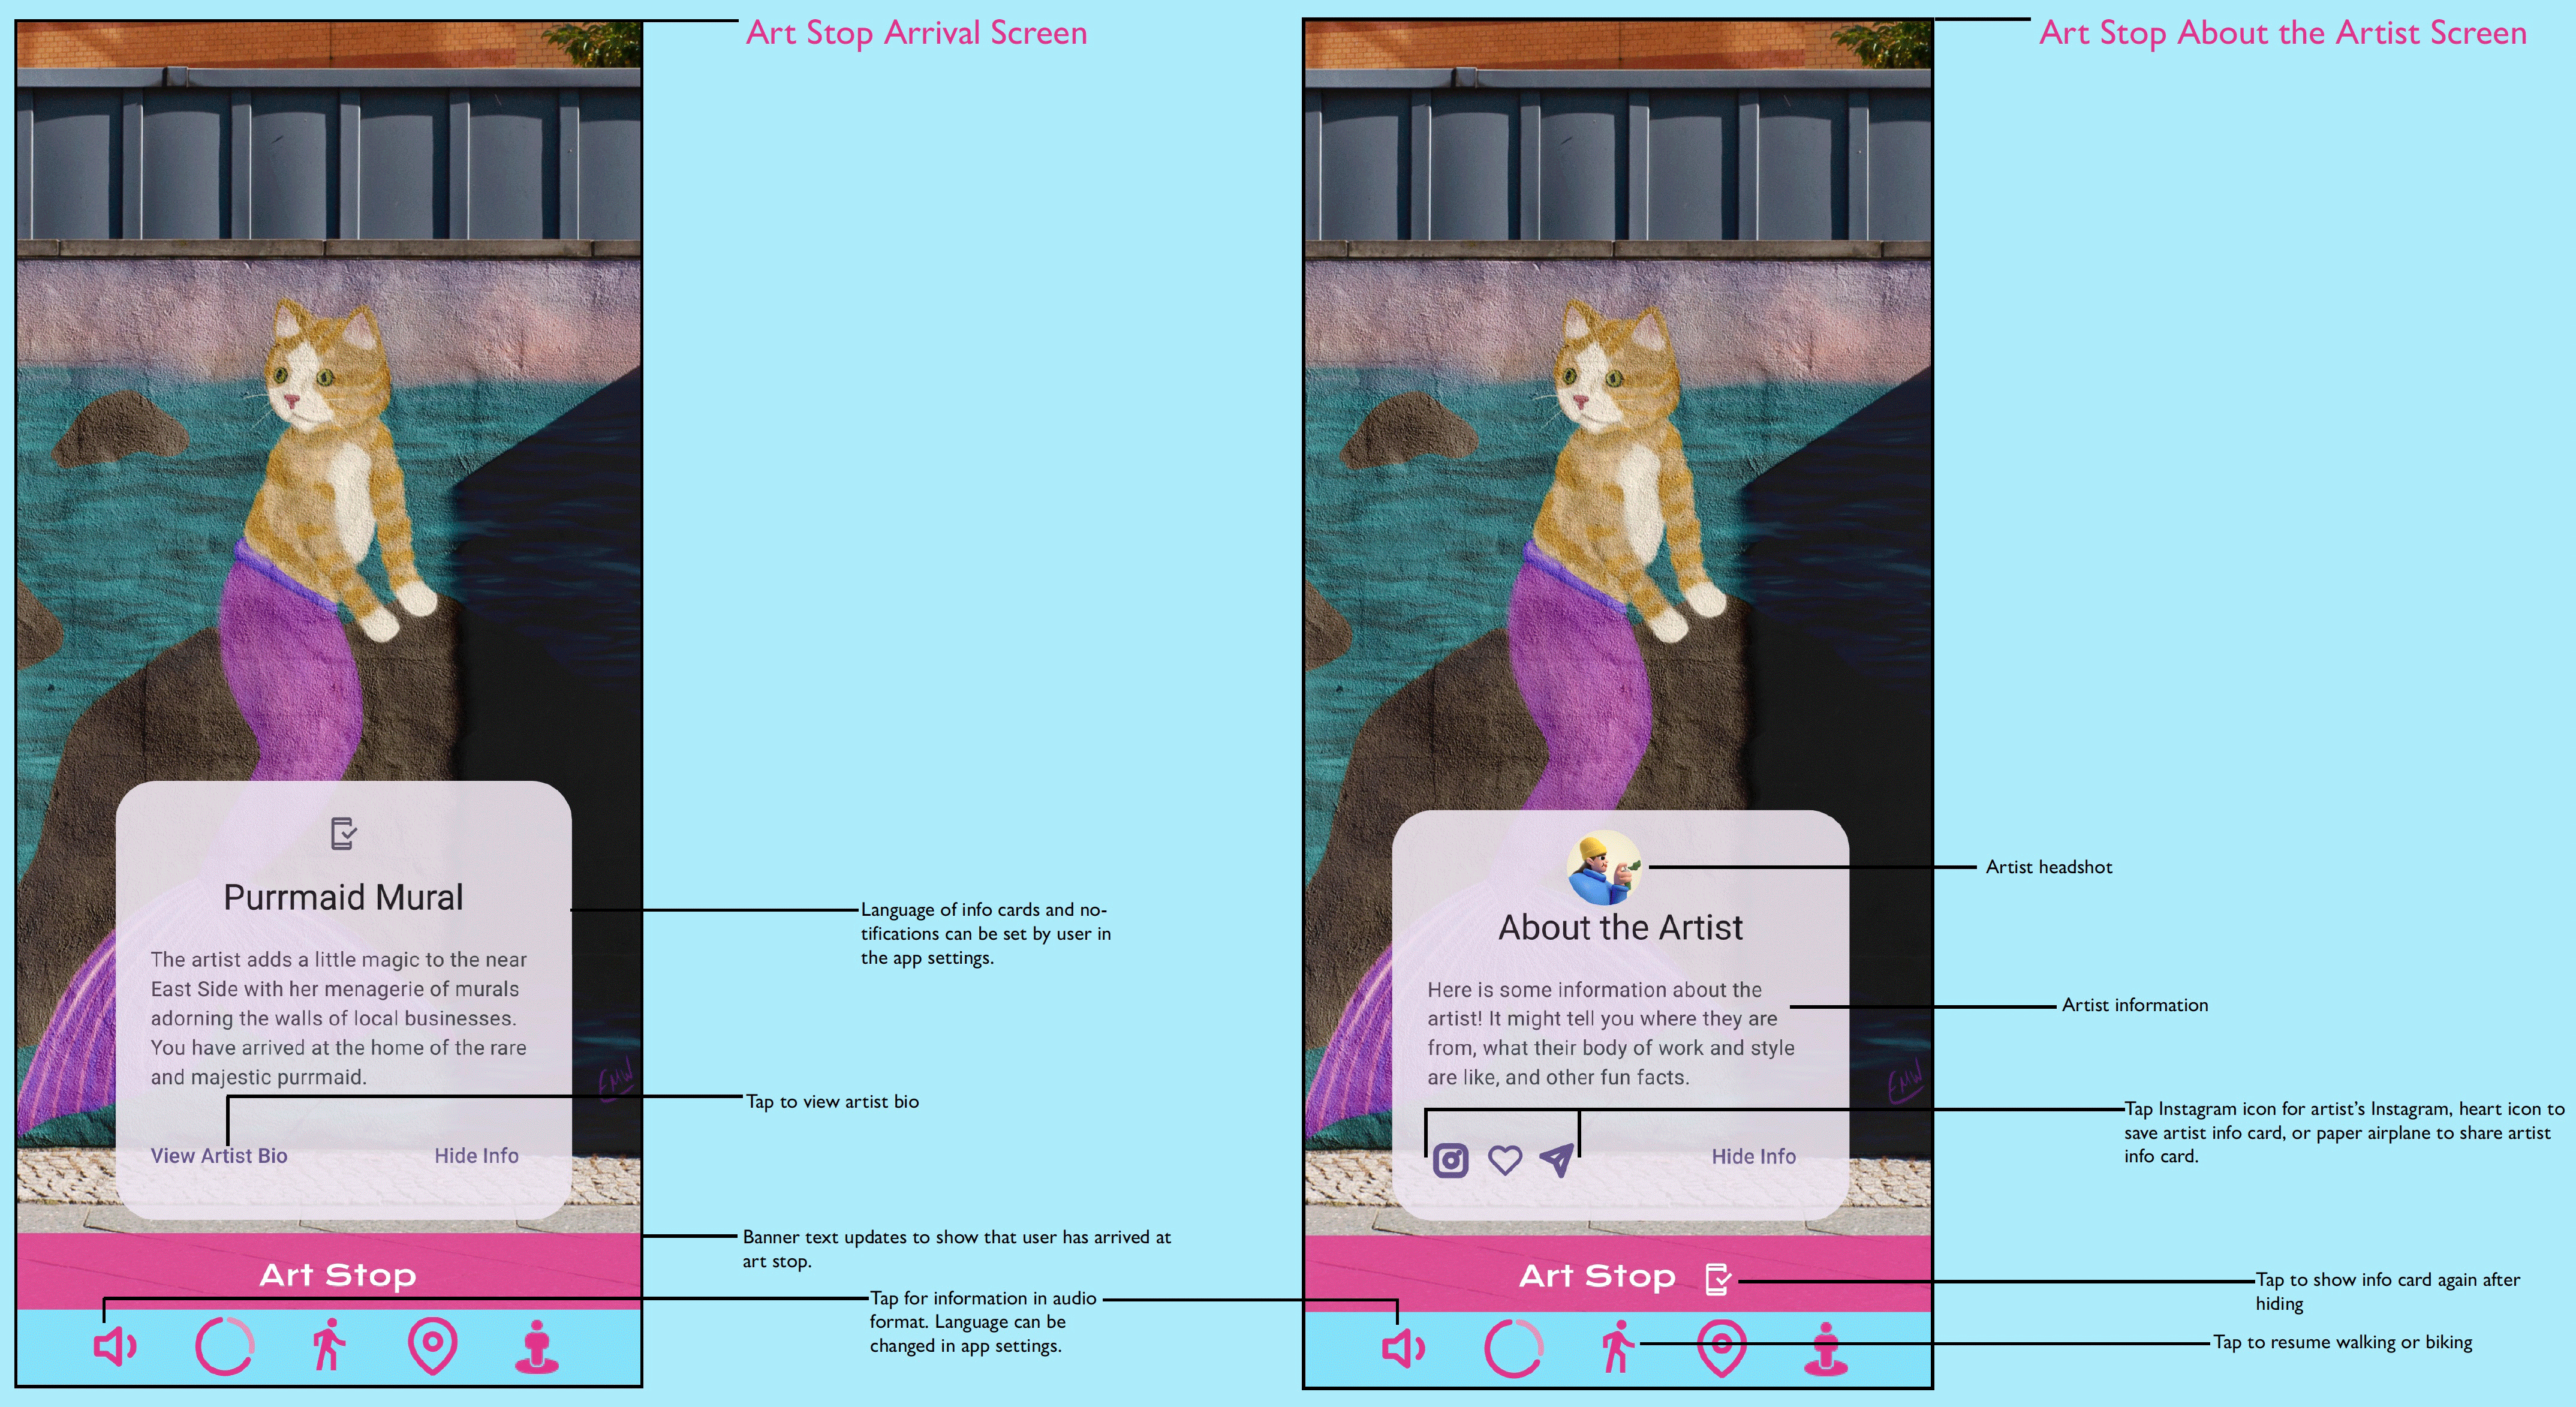 Art Stop Arrival Screen
Purrmaid Mural
The artist adds a little magic to the near
East Side with her menagerie of murals
adorning the walls of local businesses.
You have arrived at the home of the rare
and majestic purrmaid.
View Artist Bio
Hide Info
EMW
Art Stop
Language of info cards and no-
tifications can be set by user in
the app settings.
Tap to view artist bio
Banner text updates to show that user has arrived at
art stop.
Tap for information in audio
format. Language can be
changed in app settings.
Art Stop About the Artist Screen
About the Artist
Here is some information about the
artist! It might tell you where they are
from, what their body of work and style
are like, and other fun facts.
Hide Info
EMW
Art Stop
Artist headshot
Artist information
Tap Instagram icon for artist’s Instagram, heart icon to
save artist info card, or paper airplane to share artist
info card.
Tap to show info card again after
hiding
Tap to resume walking or biking